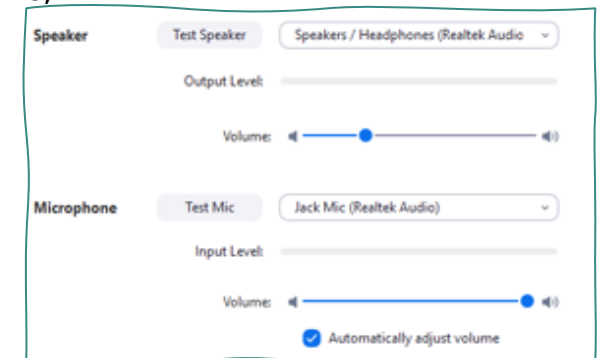 Speaker Test Speaker Speakers / Headphones (Realtek Audio
Output Level:
Volume:
Microphone Test Mic Jack Mic (Realtek Audio)
Input Level:
Volume:
Automatically adjust volume